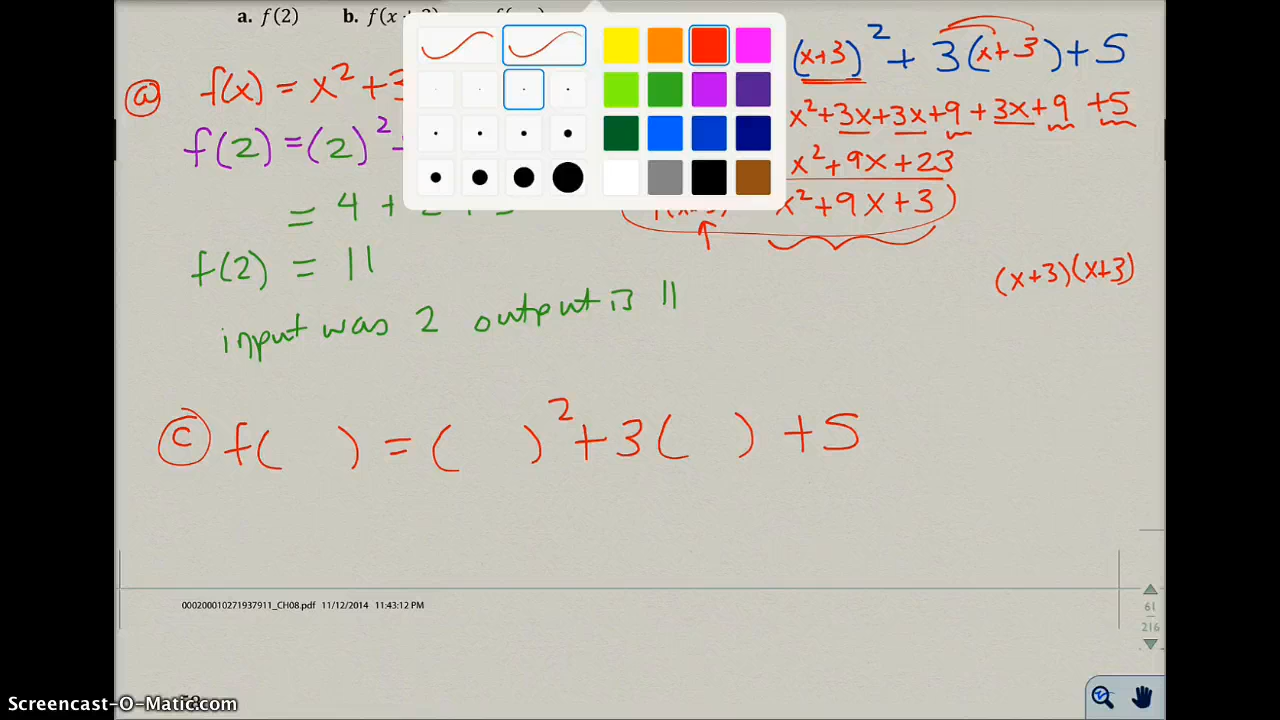 a. f(2) b. f(x
ⓐ f(x) = x² + 3
f(2) = (2)²
= 4 +
f(2) = 11
input was 2 output is 11
(x+3)² + 3(x+3) + 5
x² + 3x + 3x + 9 + 3x + 9 + 5
x² + 9x + 23
x² + 9x + 3
(x+3)(x+3)
ⓒ f( ) = ( )² + 3( ) + 5
000200010271937911_CH08.pdf 11/12/2014 11:43:12 PM
61
216
Screencast-O-Matic.com